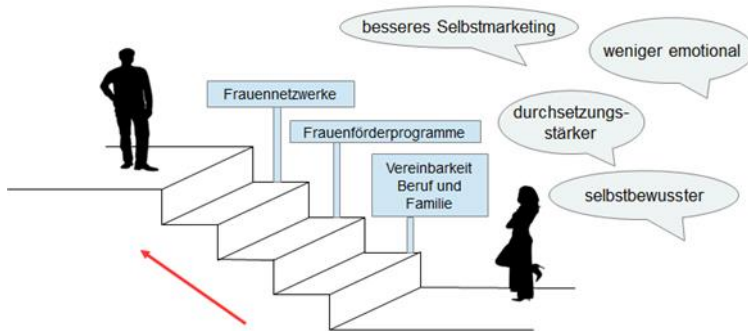 besseres Selbstmarketing
weniger emotional
Frauennetzwerke
durchsetzungs-
stärker
Frauenförderprogramme
Vereinbarkeit
Beruf und
Familie
selbstbewusster